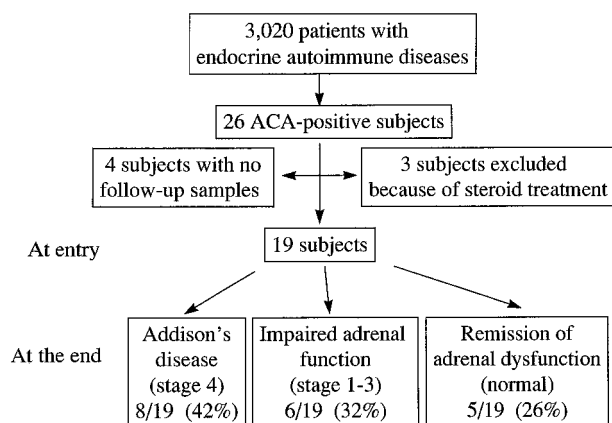 3,020 patients with
endocrine autoimmune diseases
26 ACA-positive subjects
4 subjects with no
follow-up samples
3 subjects excluded
because of steroid treatment
At entry
19 subjects
At the end
Addison's
disease
(stage 4)
8/19 (42%)
Impaired adrenal
function
(stage 1-3)
6/19 (32%)
Remission of
adrenal dysfunction
(normal)
5/19 (26%)